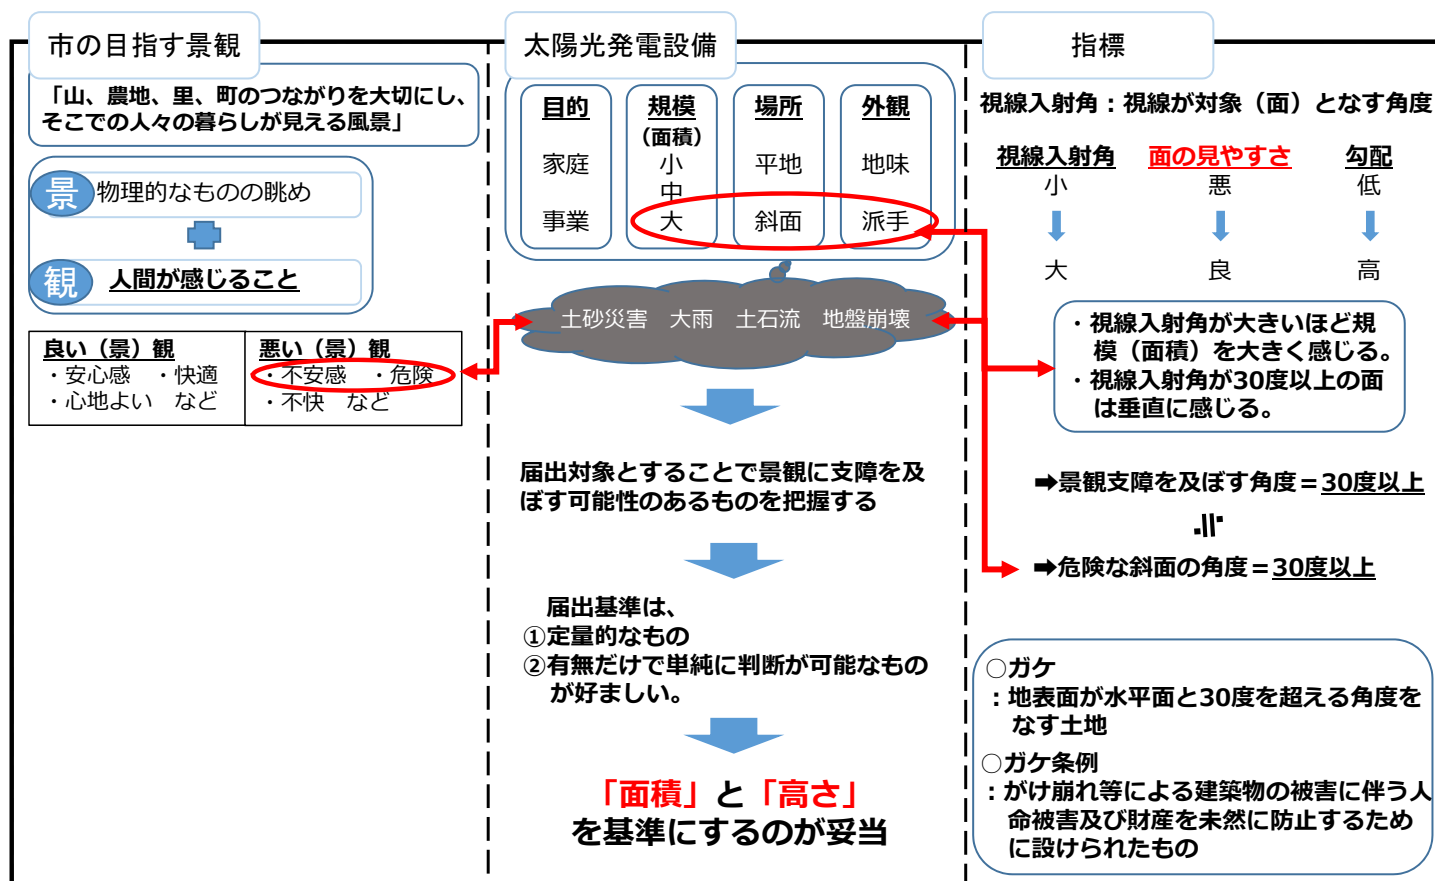 市の目指す景観
「山、農地、里、町のつながりを大切にし、
そこでの人々の暮らしが見える風景」
景 物理的なものの眺め
観 人間が感じること
良い（景）観
・安心感　・快適
・心地よい　など
悪い（景）観
・不安感　・危険
・不快　など
太陽光発電設備
目的
家庭
事業
規模
（面積）
小
中
大
場所
平地
斜面
外観
地味
派手
土砂災害　大雨　土石流　地盤崩壊
届出対象とすることで景観に支障を及
ぼす可能性のあるものを把握する
届出基準は、
①定量的なもの
②有無だけで単純に判断が可能なもの
が好ましい。
「面積」と「高さ」
を基準にするのが妥当
指標
視線入射角：視線が対象（面）となす角度
視線入射角　面の見やすさ　勾配
小　悪　低
大　良　高
・視線入射角が大きいほど規
模（面積）を大きく感じる。
・視線入射角が30度以上の面
は垂直に感じる。
➡景観支障を及ぼす角度＝30度以上
≒
➡危険な斜面の角度＝30度以上
○ガケ
：地表面が水平面と30度を超える角度を
なす土地
○ガケ条例
：がけ崩れ等による建築物の被害に伴う人
命被害及び財産を未然に防止するため
に設けられたもの